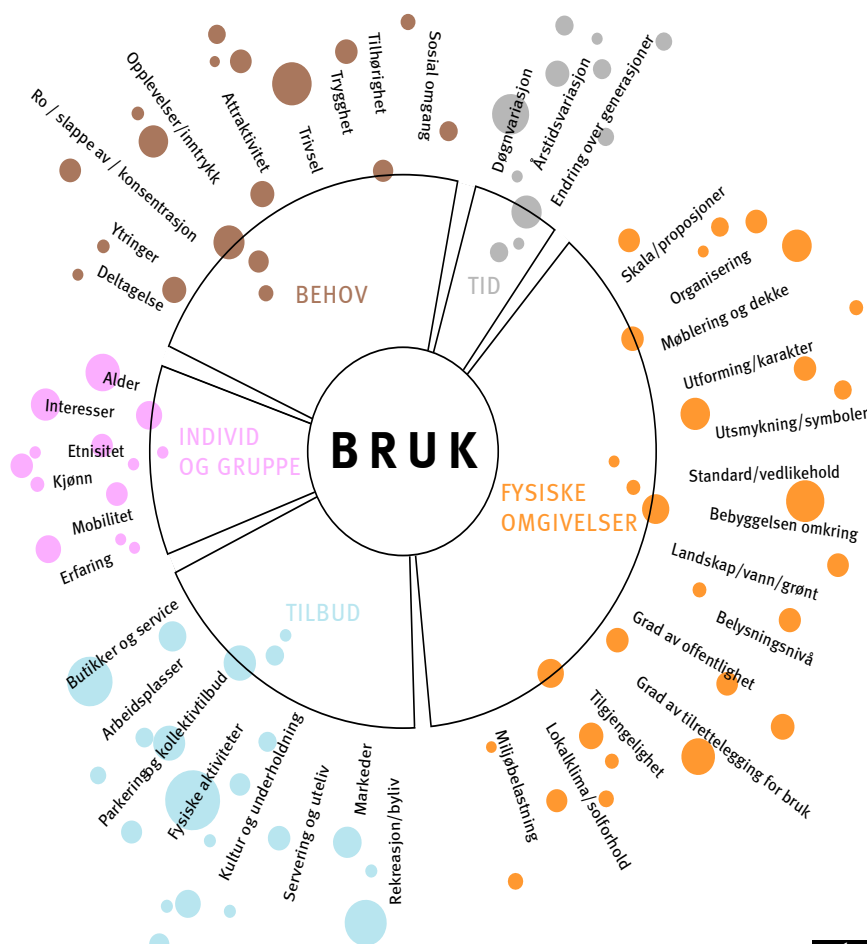 BRUK
BEHOV
Deltagelse
Ytringer
Ro / slappe av / konsentrasjon
Opplevelser/inntrykk
Attraktivitet
Trivsel
Trygghet
Tilhørighet
Sosial omgang
TID
Døgnvariasjon
Årstidsvariasjon
Endring over generasjoner
FYSISKE
OMGIVELSER
Skala/proposjoner
Organisering
Møblering og dekke
Utforming/karakter
Utsmykning/symboler
Standard/vedlikehold
Bebyggelsen omkring
Landskap/vann/grønt
Belysningsnivå
Grad av offentlighet
Grad av tilrettelegging for bruk
Tilgjengelighet
Lokalklima/solforhold
Miljøbelastning
TILBUD
Rekreasjon/byliv
Markeder
Servering og uteliv
Kultur og underholdning
Fysiske aktiviteter
Parkering og kollektivtilbud
Arbeidsplasser
Butikker og service
INDIVID
OG GRUPPE
Erfaring
Mobilitet
Kjønn
Etnisitet
Interesser
Alder